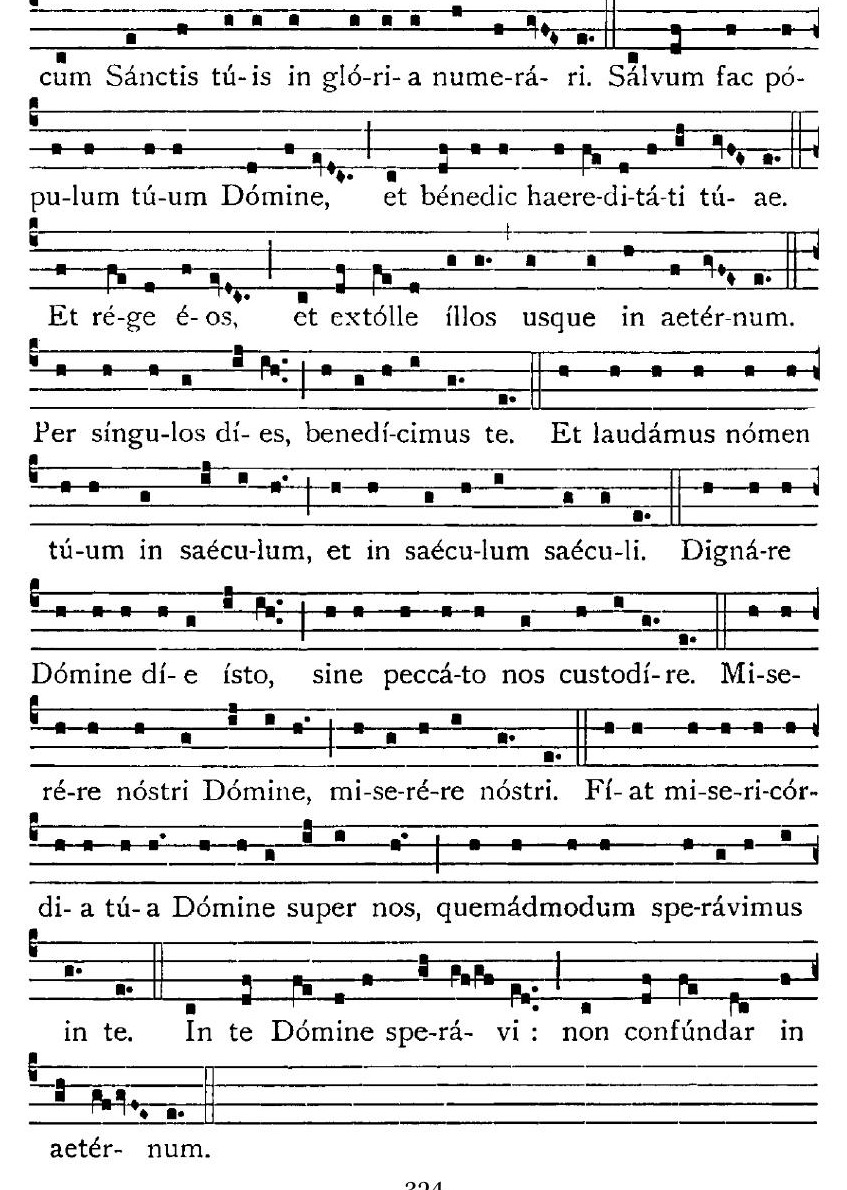 cum Sánctis tú-is in gló-ri-a nume-rá- ri. Sálvum fac pó-
pu-lum tú-um Dómine, et bénedic haere-di-tá-ti tú- ae.
Et ré-ge é-os, et extólle íllos usque in aetér-num.
Per síngu-los dí- es, benedí-cimus te. Et laudámus nómen
tú-um in saécu-lum, et in saécu-lum saécu-li. Digná-re
Dómine dí- e ísto, sine peccá-to nos custodí-re. Mi-se-
ré-re nóstri Dómine, mi-se-ré-re nóstri. Fí- at mi-se-ri-cór-
di- a tú-a Dómine super nos, quemádmodum spe-rávimus
in te. In te Dómine spe-rá- vi : non confúndar in
aetér- num.
324